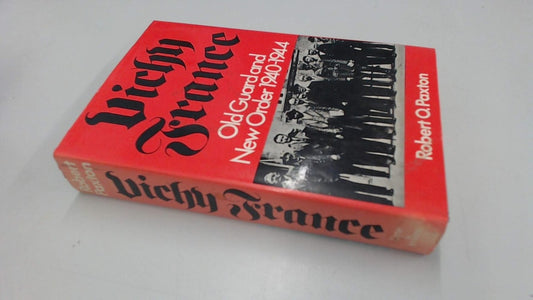 Vichy
France
Old Guard and
New Order 1940-1944
Robert O. Paxton
Robert
Paxton
Vichy France